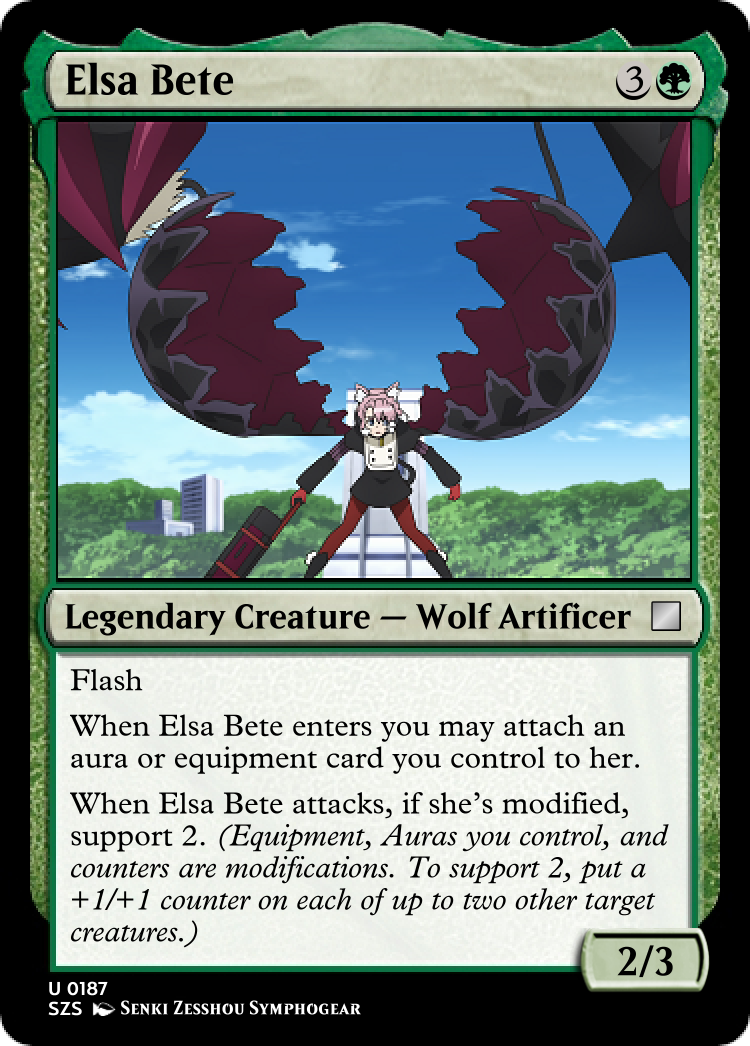 Elsa Bete
3
Legendary Creature — Wolf Artificer
Flash
When Elsa Bete enters you may attach an
aura or equipment card you control to her.
When Elsa Bete attacks, if she's modified,
support 2. (Equipment, Auras you control, and
counters are modifications. To support 2, put a
+1/+1 counter on each of up to two other target
creatures.)
2/3
U 0187
SZS Senki Zesshou Symphogear